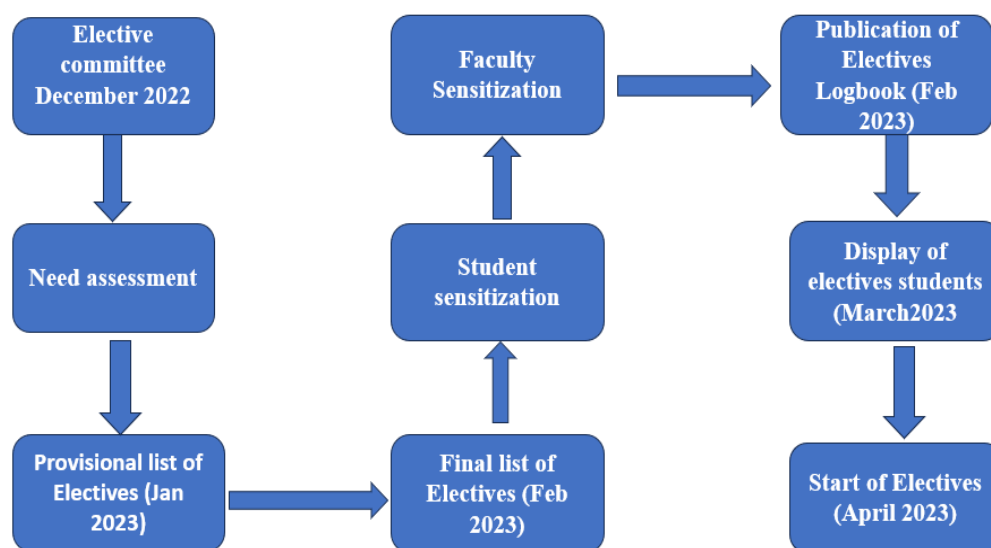 Elective
committee
December 2022
Need assessment
Provisional list of
Electives (Jan
2023)
Final list of
Electives (Feb
2023)
Student
sensitization
Faculty
Sensitization
Publication of
Electives
Logbook (Feb
2023)
Display of
electives students
(March2023
Start of Electives
(April 2023)